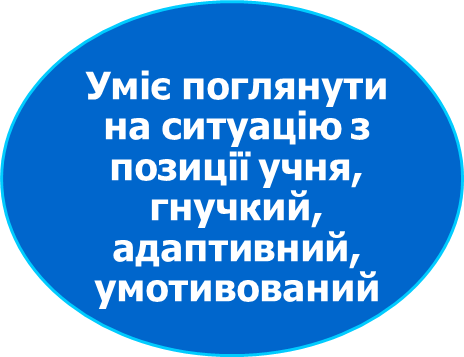 Уміє поглянути
на ситуацію з
позиції учня,
гнучкий,
адаптивний,
умотивований